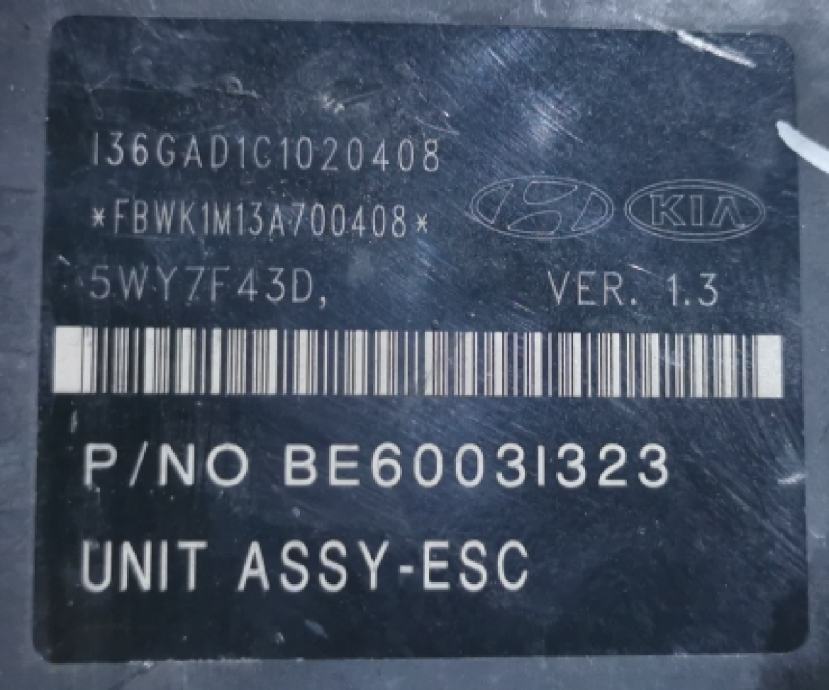 I36GAD1C1020408
*FBWK1M13A700408*
KIA
5WY7F43D,
VER. 1.3
P/NO BE6003I323
UNIT ASSY-ESC